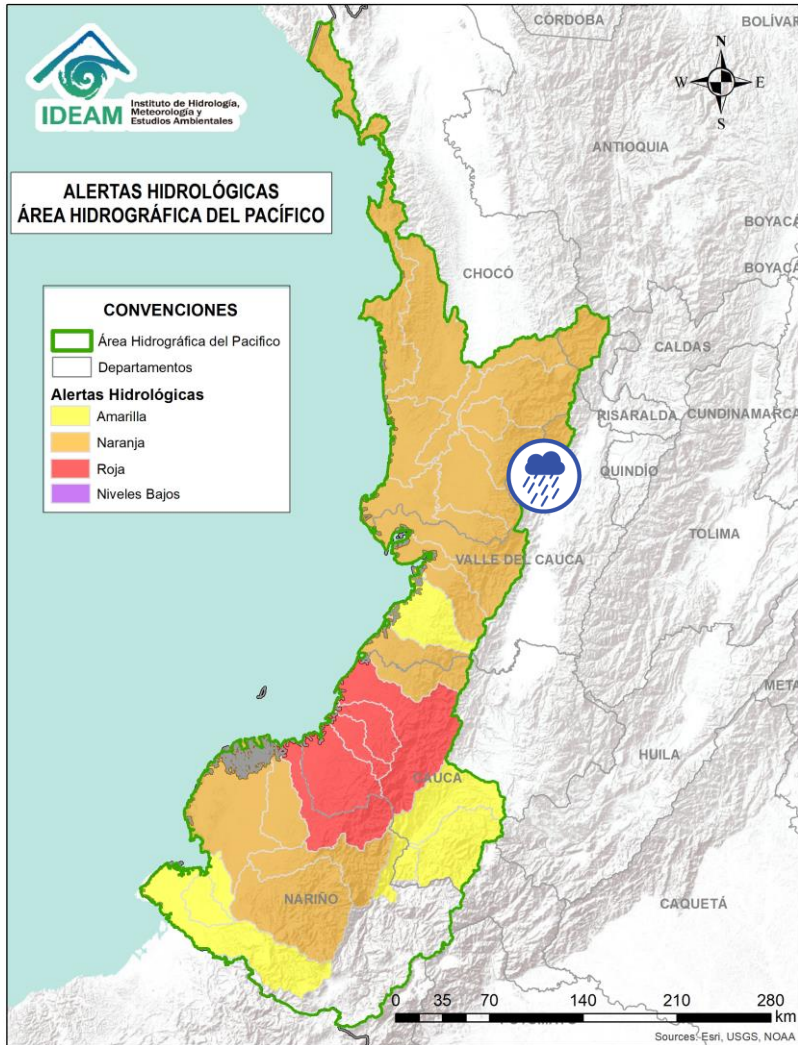 IDEAM
Instituto de Hidrología,
Meteorología y
Estudios Ambientales
ALERTAS HIDROLÓGICAS
ÁREA HIDROGRÁFICA DEL PACÍFICO
CONVENCIONES
Área Hidrográfica del Pacifico
Departamentos
Alertas Hidrológicas
Amarilla
Naranja
Roja
Niveles Bajos
N
W
E
S
CÓRDOBA
BOLÍVAR
ANTIOQUIA
BOYACÁ
BOYACÁ
CHOCÓ
CALDAS
RISARALDA
CUNDINAMARCA
QUINDÍO
TOLIMA
VALLE DEL CAUCA
META
HUILA
CAUCA
NARIÑO
CAQUETÁ
0 35 70 140 210 280
km
Sources: Esri, USGS, NOAA